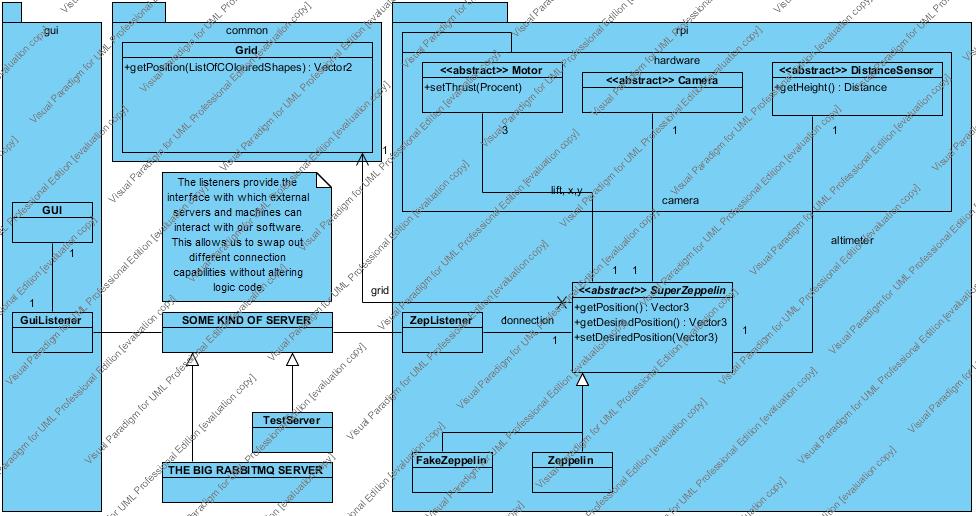 gui
common
rpi
Grid
+getPosition(ListOfCOlouredShapes) : Vector2
hardware
<<abstract>> Motor
+setThrust(Procent)
<<abstract>> Camera
<<abstract>> DistanceSensor
+getHeight() : Distance
3
1
1
1
The listeners provide the
interface with which external
servers and machines can
interact with our software.
This allows us to swap out
different connection
capabilities without altering
logic code.
lift, x,y
camera
GUI
1
altimeter
1
1
1
grid
<<abstract>> SuperZeppelin
+getPosition() : Vector3
+getDesiredPosition() : Vector3
+setDesiredPosition(Vector3)
GuiListener
SOME KIND OF SERVER
ZepListener
connection
1
1
TestServer
THE BIG RABBITMQ SERVER
FakeZeppelin
Zeppelin
Visual Paradigm for UML Professional Edition [evaluation copy]